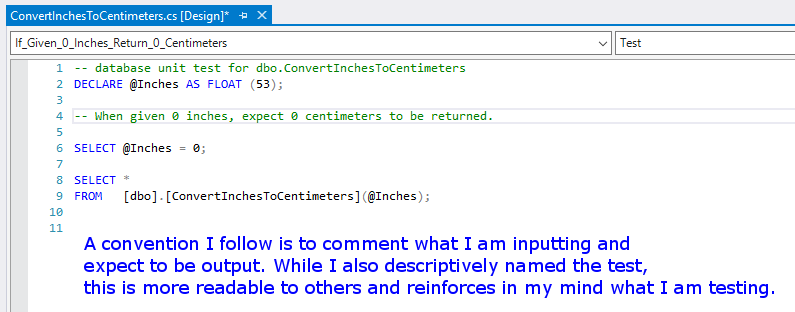 ConvertInchesToCentimeters.cs [Design]*
If_Given_0_Inches_Return_0_Centimeters Test
1 -- database unit test for dbo.ConvertInchesToCentimeters
2 DECLARE @Inches AS FLOAT (53);
3
4 -- When given 0 inches, expect 0 centimeters to be returned.
5
6 SELECT @Inches = 0;
7
8 SELECT *
9 FROM [dbo].[ConvertInchesToCentimeters](@Inches);
10
11
A convention I follow is to comment what I am inputting and
expect to be output. While I also descriptively named the test,
this is more readable to others and reinforces in my mind what I am testing.